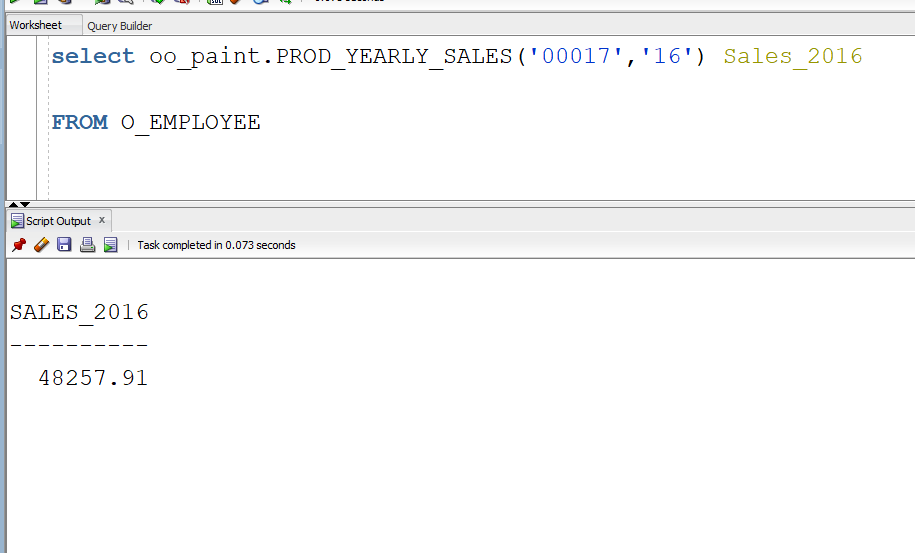 Worksheet Query Builder
select oo_paint.PROD_YEARLY_SALES('00017','16') Sales_2016
FROM O_EMPLOYEE
Script Output x
Task completed in 0.073 seconds
SALES_2016
----------
48257.91